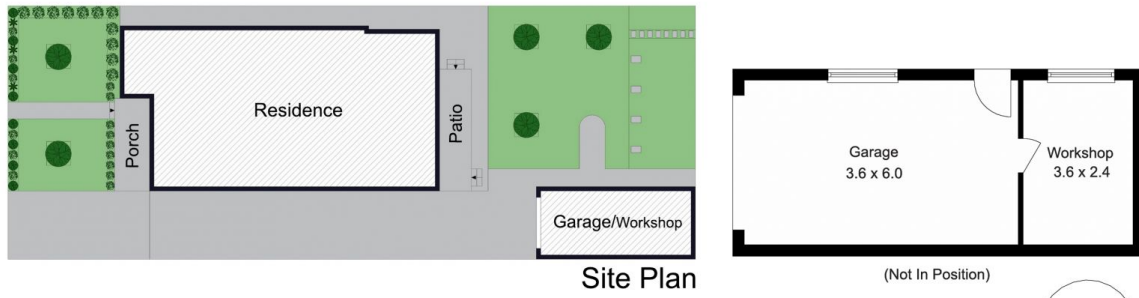 Residence
Porch
Patio
Garage/Workshop
Site Plan
Garage
3.6 x 6.0
Workshop
3.6 x 2.4
(Not In Position)